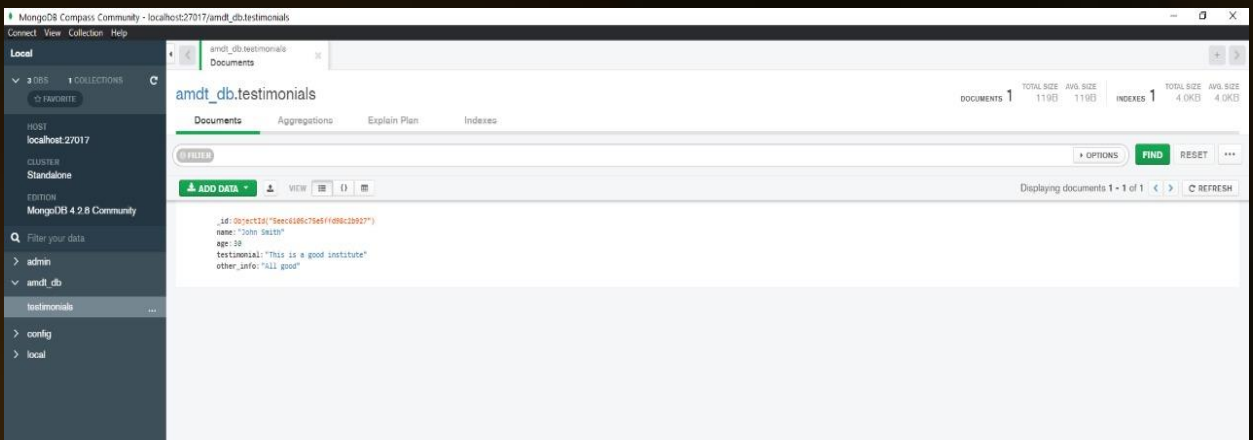 MongoDB Compass Community - localhost:27017/amdt_db.testimonials
Connect View Collection Help
Local
3 DBS 1 COLLECTIONS
FAVORITE
HOST
localhost:27017
CLUSTER
Standalone
EDITION
MongoDB 4.2.8 Community
Filter your data
admin
amdt_db
testimonials ...
config
local
amdt_db.testimonials
Documents
amdt_db.testimonials
DOCUMENTS 1 TOTAL SIZE 119B AVG. SIZE 119B INDEXES 1 TOTAL SIZE 4.0KB AVG. SIZE 4.0KB
Documents Aggregations Explain Plan Indexes
FILTER OPTIONS FIND RESET ...
ADD DATA VIEW {} Displaying documents 1 - 1 of 1 REFRESH
name: "John Smith"
age: 30
testimonial: "This is a good institute"
other_info: "All good"